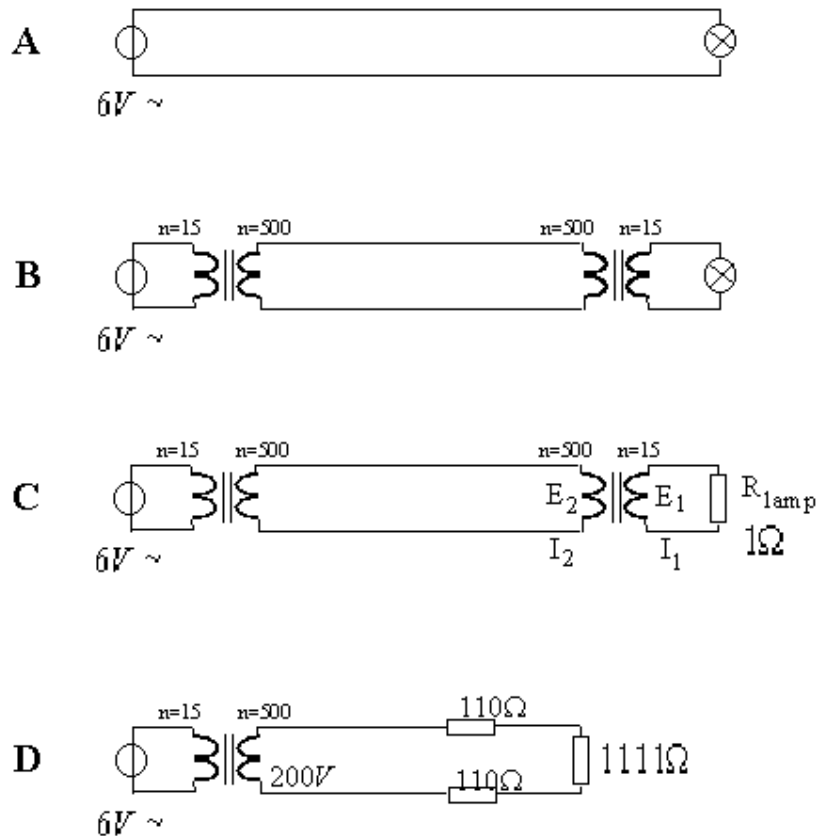 A
6V ~
n=15 n=500 n=500 n=15
B
6V ~
n=15 n=500 n=500 n=15
C
E2 E1 R1amp
I2 I1 1Ω
6V ~
n=15 n=500 110Ω
D 1111Ω
200V 110Ω
6V ~